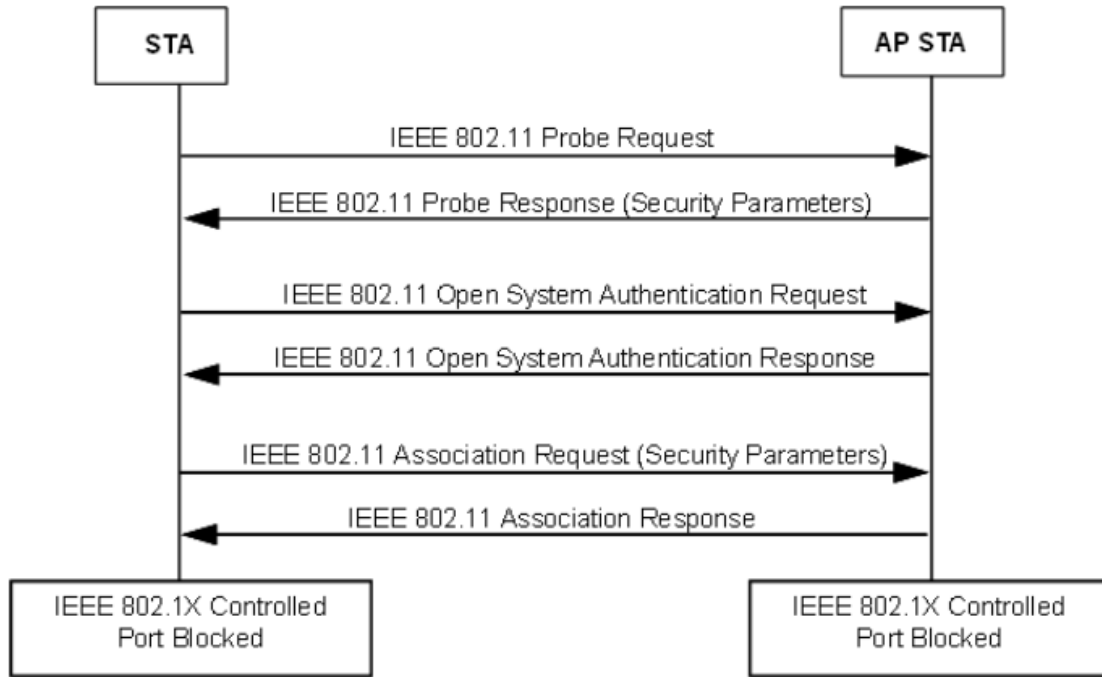 STA
AP STA
IEEE 802.11 Probe Request
IEEE 802.11 Probe Response (Security Parameters)
IEEE 802.11 Open System Authentication Request
IEEE 802.11 Open System Authentication Response
IEEE 802.11 Association Request (Security Parameters)
IEEE 802.11 Association Response
IEEE 802.1X Controlled
Port Blocked
IEEE 802.1X Controlled
Port Blocked